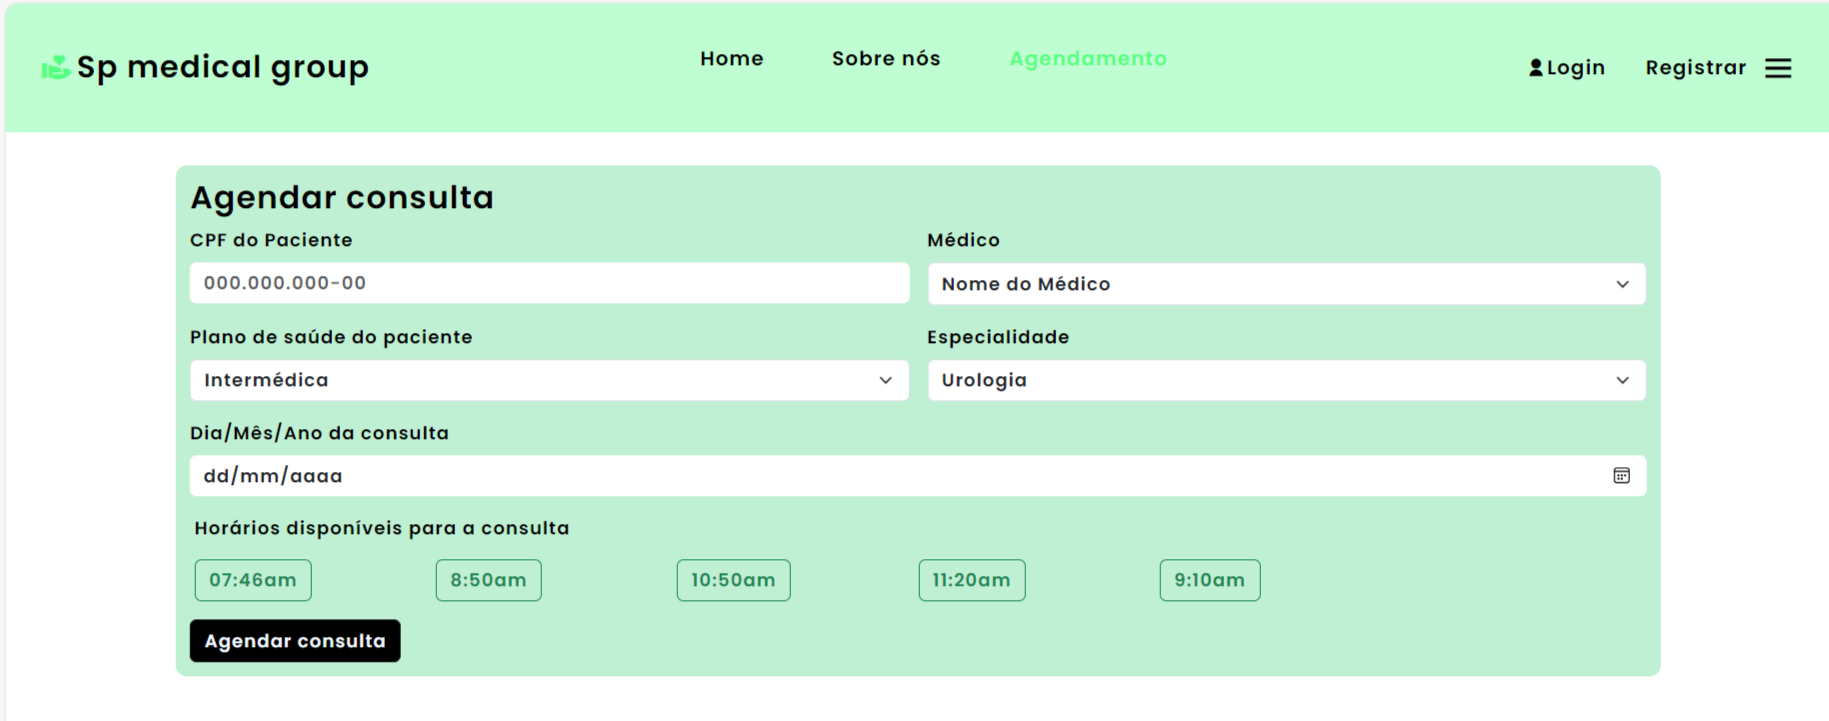 Sp medical group
Home Sobre nós Agendamento
Login Registrar
Agendar consulta
CPF do Paciente
000.000.000-00
Médico
Nome do Médico
Plano de saúde do paciente
Intermédica
Especialidade
Urologia
Dia/Mês/Ano da consulta
dd/mm/aaaa
Horários disponíveis para a consulta
07:46am 8:50am 10:50am 11:20am 9:10am
Agendar consulta